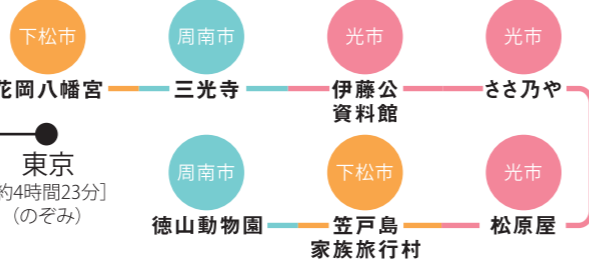 下松市
周南市
光市
光市
花岡八幡宮
三光寺
伊藤公
資料館
ささ乃や
東京
約4時間23分]
(のぞみ)
周南市
下松市
光市
徳山動物園
笠戸島
家族旅行村
松原屋